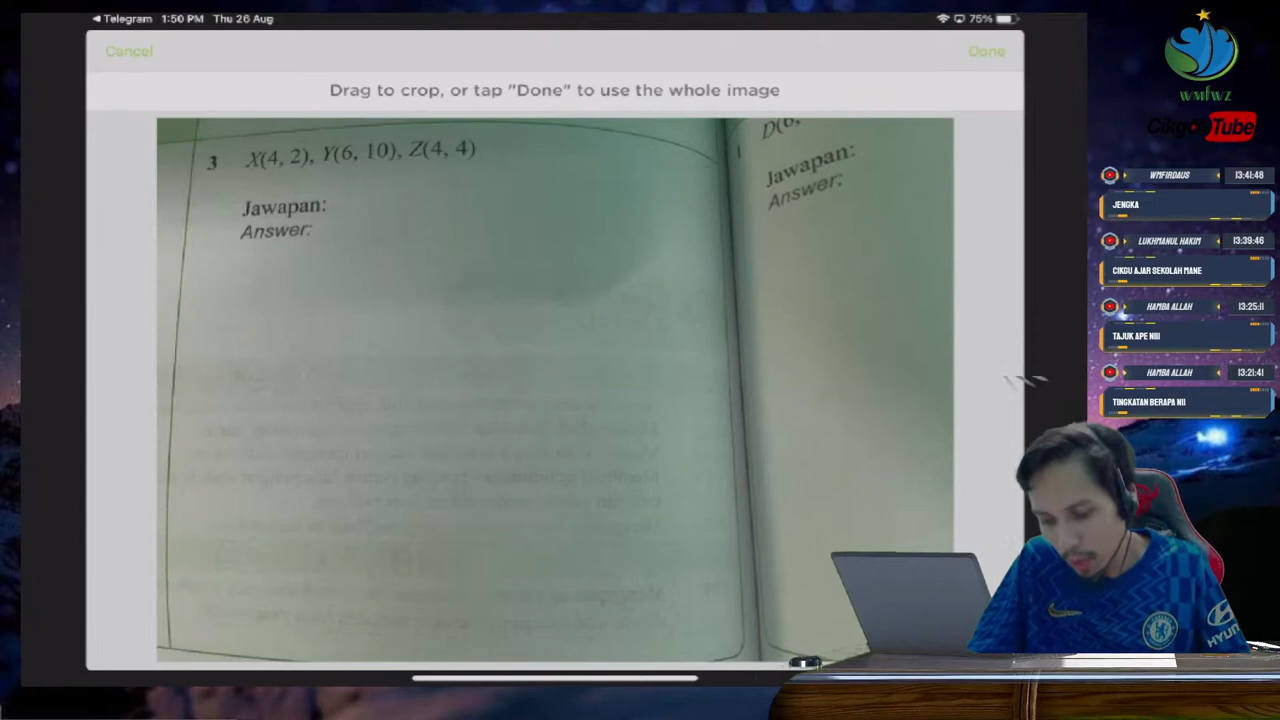 Telegram 1:50 PM Thu 26 Aug
75%
Cancel
Done
Drag to crop, or tap "Done" to use the whole image
3 X(4, 2), Y(6, 10), Z(4, 4)
Jawapan:
Answer:
D(6,
Jawapan:
Answer:
wmfwz
CikgooTube
WMFIRDAUS 13:41:48
JENGKA
LUKHMANUL HAKIM 13:39:46
CIKGU AJAR SEKOLAH MANE
HAMBA ALLAH 13:25:11
TAJUK APE NIII
HAMBA ALLAH 13:21:41
TINGKATAN BERAPA NII
HYUN